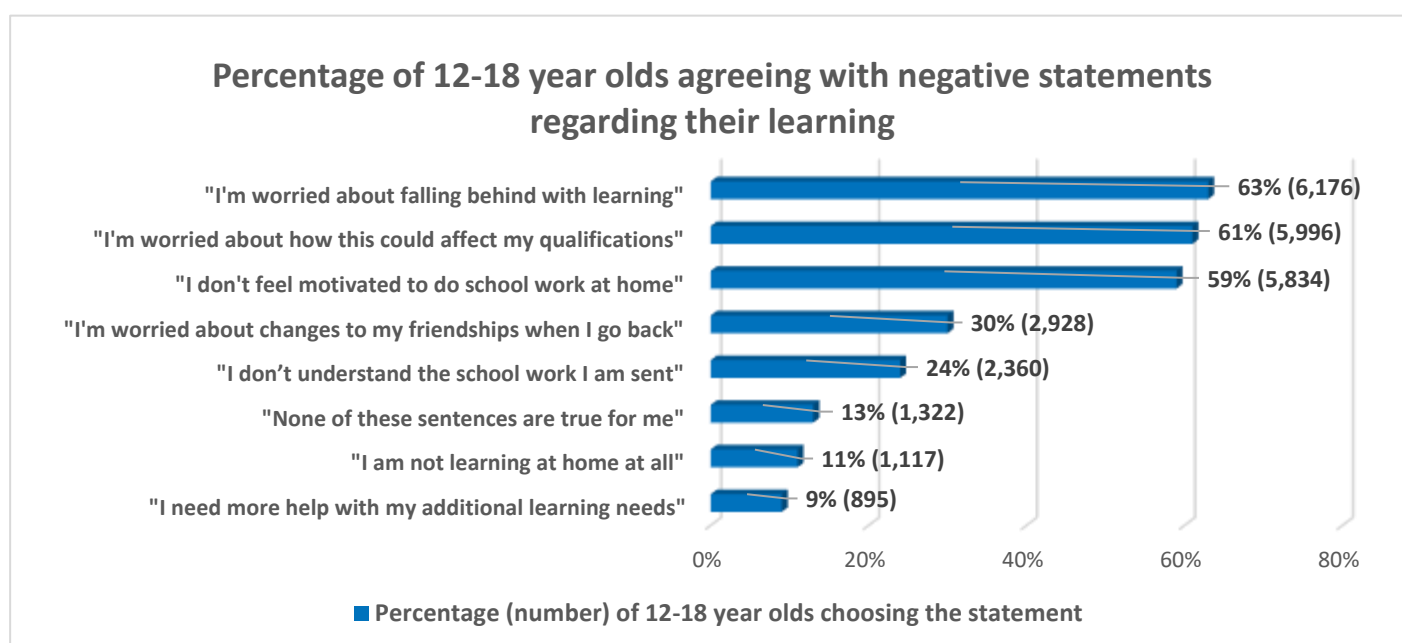 Percentage of 12-18 year olds agreeing with negative statements
regarding their learning
"I'm worried about falling behind with learning" 63% (6,176)
"I'm worried about how this could affect my qualifications" 61% (5,996)
"I don't feel motivated to do school work at home" 59% (5,834)
"I'm worried about changes to my friendships when I go back" 30% (2,928)
"I don’t understand the school work I am sent" 24% (2,360)
"None of these sentences are true for me" 13% (1,322)
"I am not learning at home at all" 11% (1,117)
"I need more help with my additional learning needs" 9% (895)
0% 20% 40% 60% 80%
Percentage (number) of 12-18 year olds choosing the statement